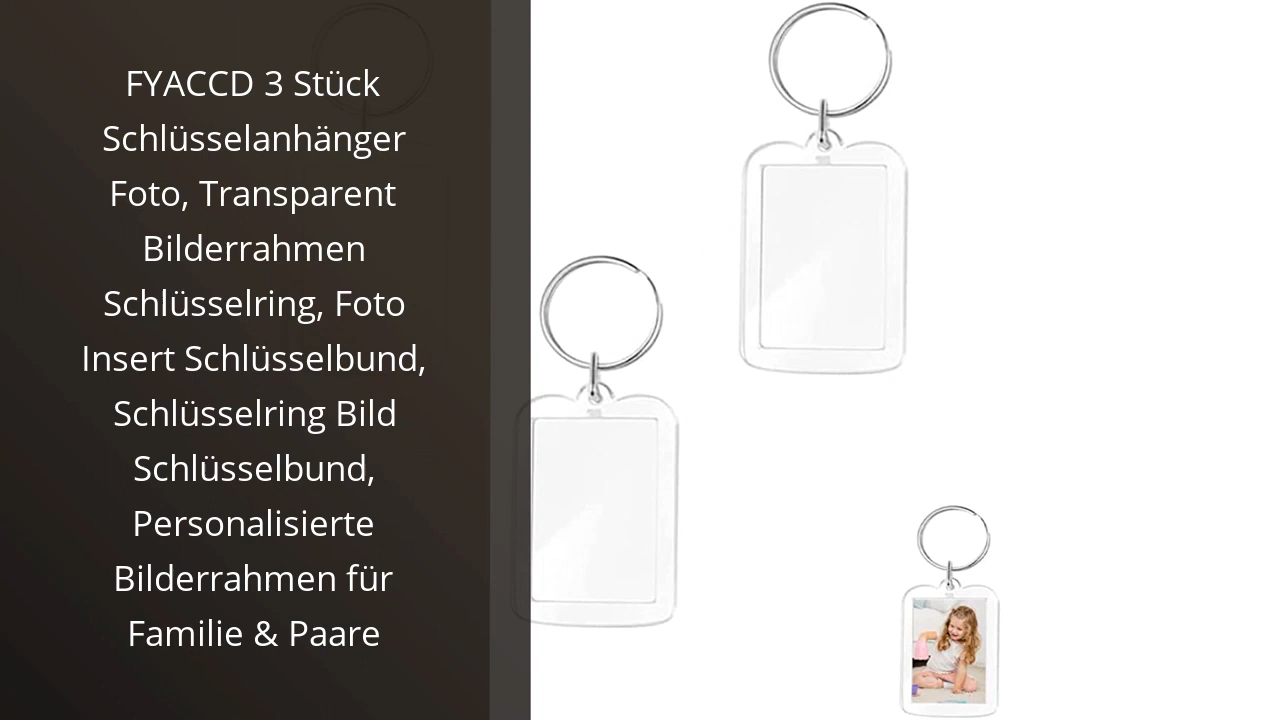 FYACCD 3 Stück
Schlüsselanhänger
Foto, Transparent
Bilderrahmen
Schlüsselring, Foto
Insert Schlüsselbund,
Schlüsselring Bild
Schlüsselbund,
Personalisierte
Bilderrahmen für
Familie & Paare